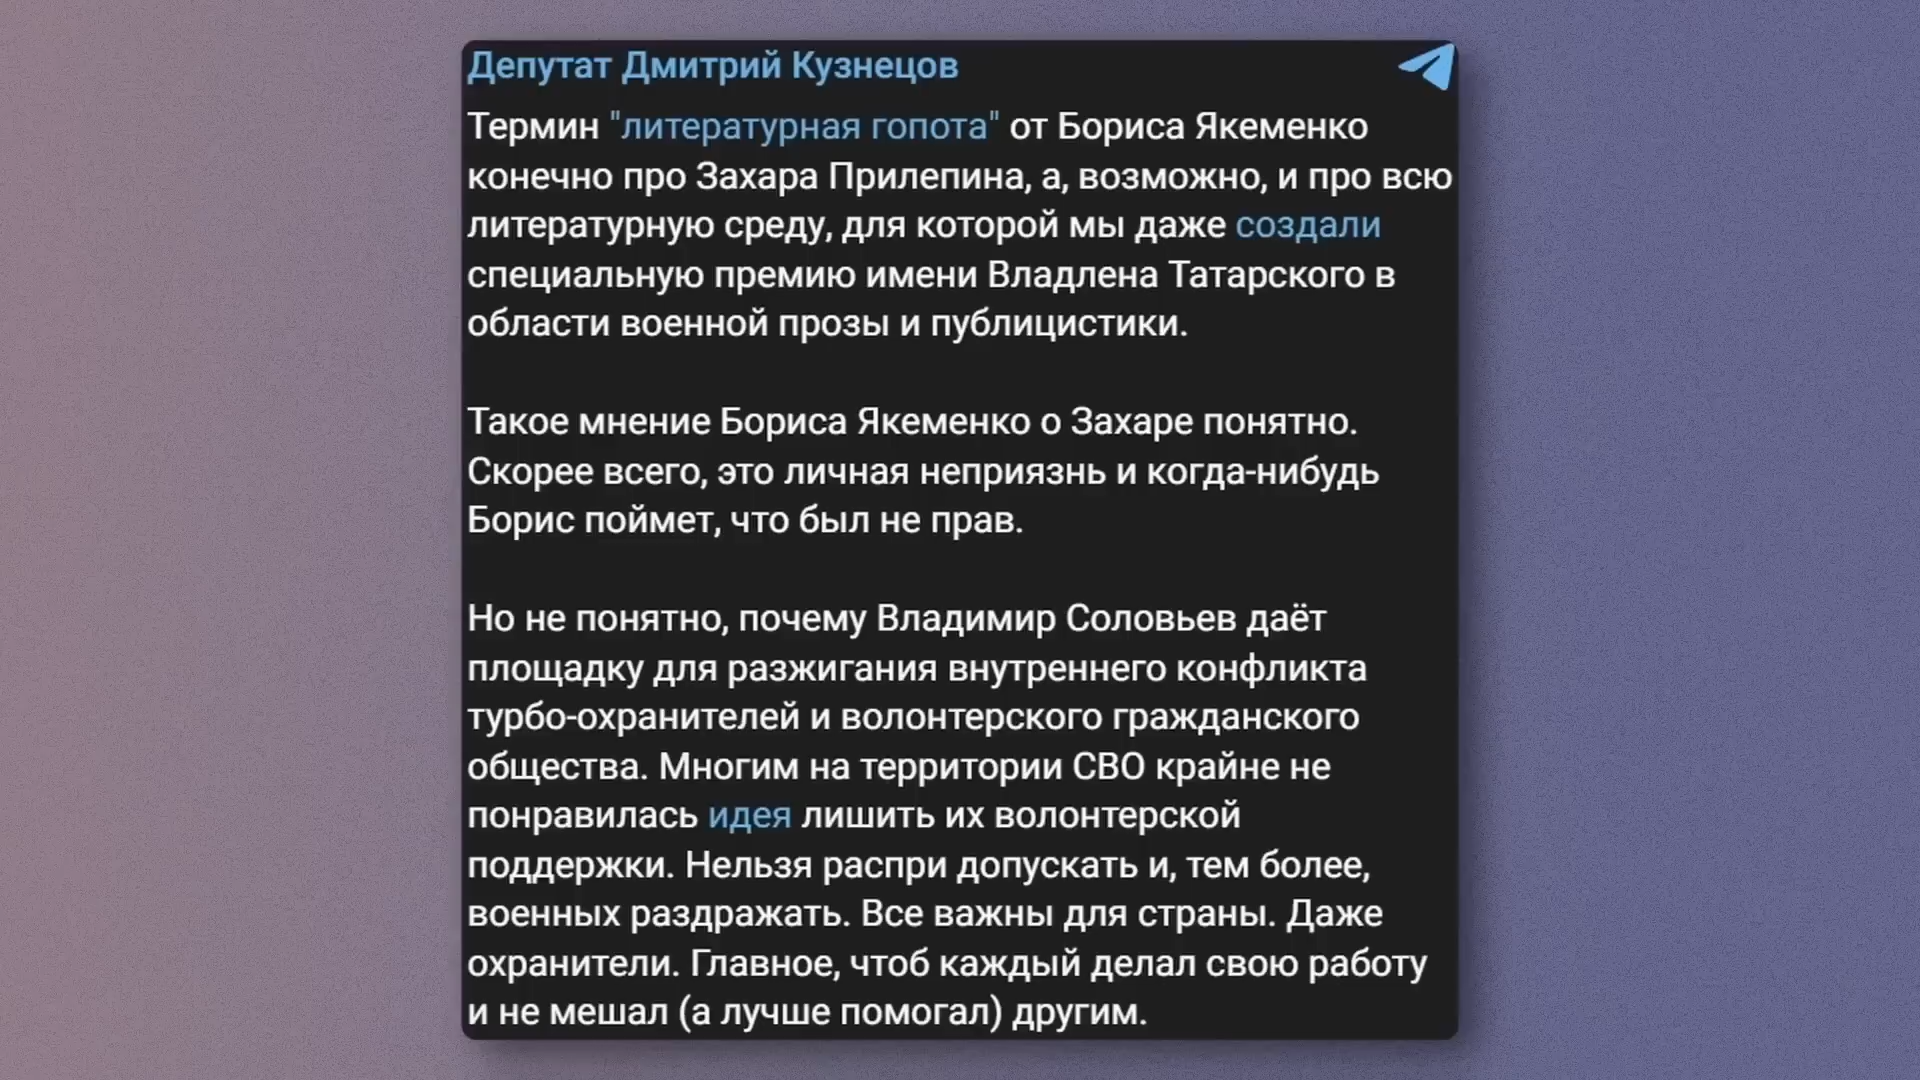 Депутат Дмитрий Кузнецов
Термин "литературная гопота" от Бориса Якеменко
конечно про Захара Прилепина, а, возможно, и про всю
литературную среду, для которой мы даже создали
специальную премию имени Владлена Татарского в
области военной прозы и публицистики.
Такое мнение Бориса Якеменко о Захаре понятно.
Скорее всего, это личная неприязнь и когда-нибудь
Борис поймет, что был не прав.
Но не понятно, почему Владимир Соловьев даёт
площадку для разжигания внутреннего конфликта
турбо-охранителей и волонтерского гражданского
общества. Многим на территории СВО крайне не
понравилась идея лишить их волонтерской
поддержки. Нельзя распри допускать и, тем более,
военных раздражать. Все важны для страны. Даже
охранители. Главное, чтоб каждый делал свою работу
и не мешал (а лучше помогал) другим.